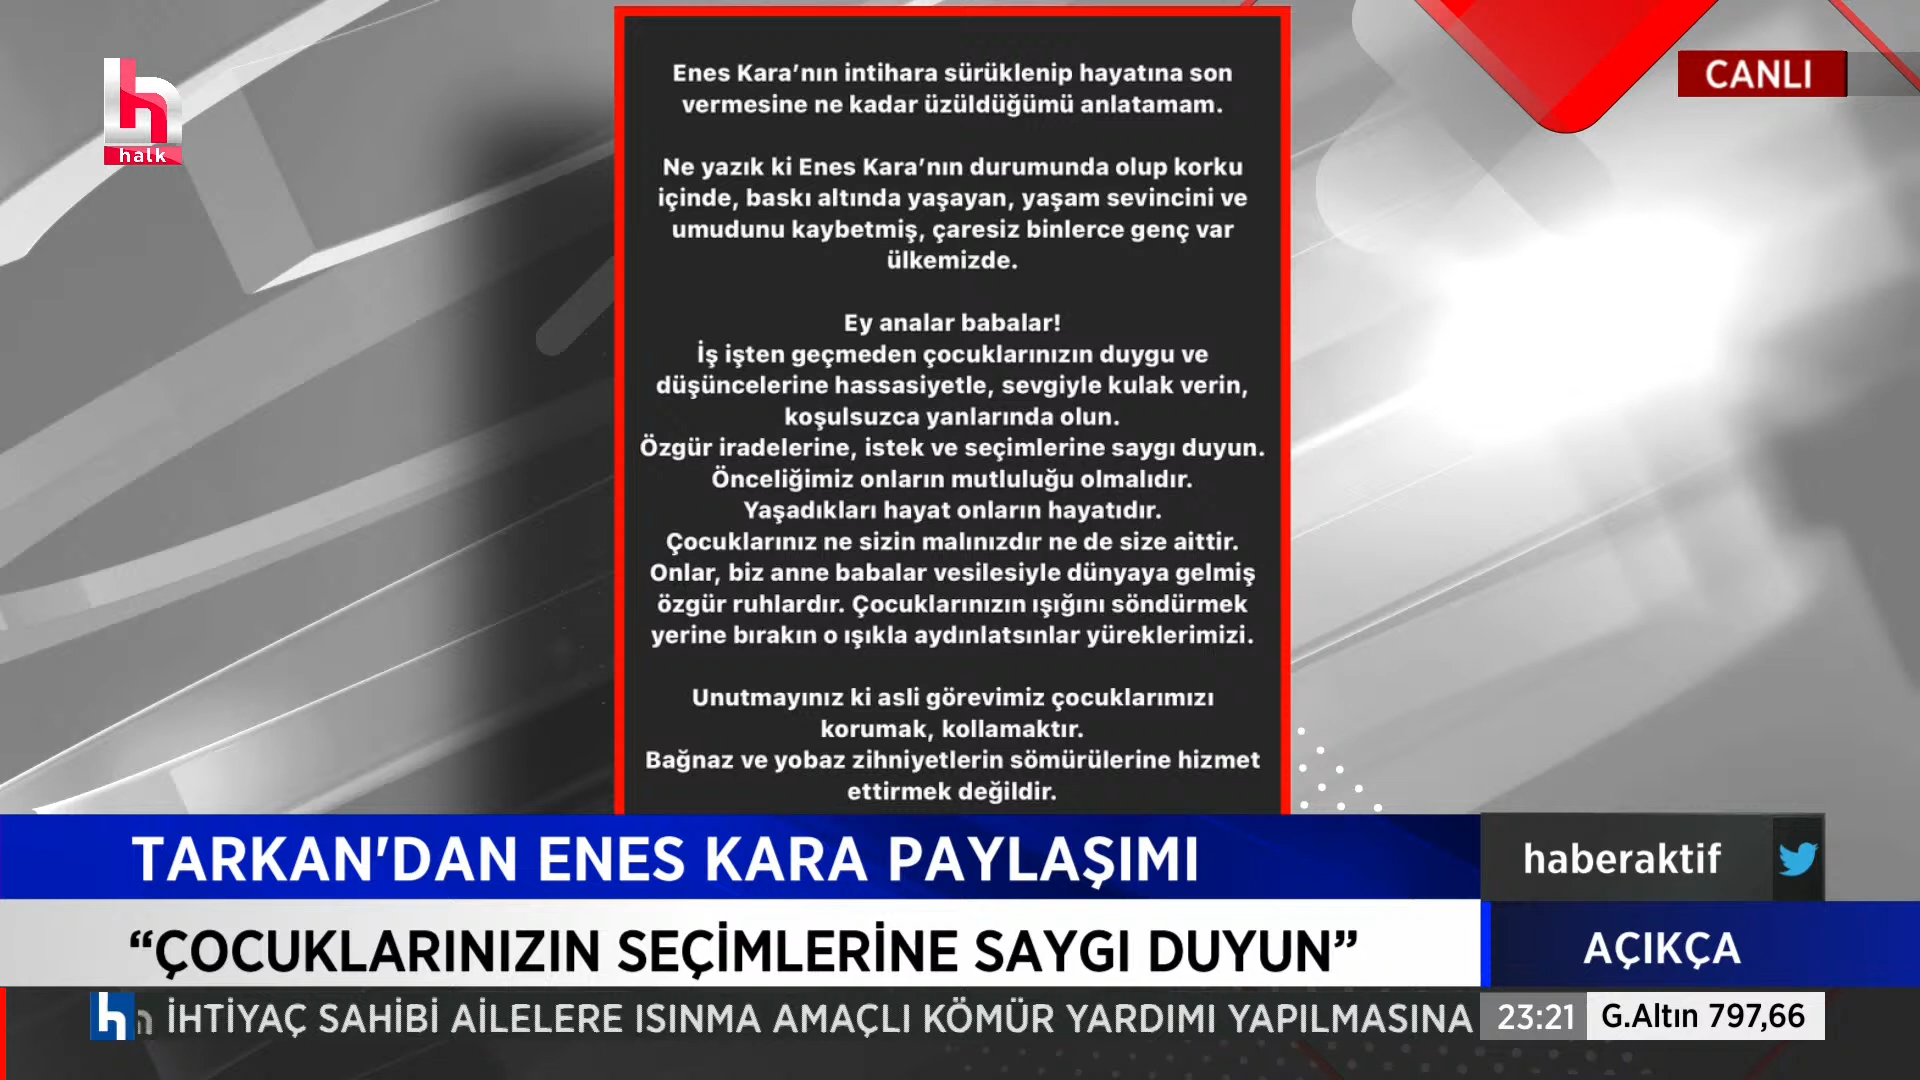 halk
CANLI
Enes Kara’nın intihara sürüklenip hayatına son
vermesine ne kadar üzüldüğümü anlatamam.
Ne yazık ki Enes Kara’nın durumunda olup korku
içinde, baskı altında yaşayan, yaşam sevincini ve
umudunu kaybetmiş, çaresiz binlerce genç var
ülkemizde.
Ey analar babalar!
İş işten geçmeden çocuklarınızın duygu ve
düşüncelerine hassasiyetle, sevgiyle kulak verin,
koşulsuzca yanlarında olun.
Özgür iradelerine, istek ve seçimlerine saygı duyun.
Önceliğimiz onların mutluluğu olmalıdır.
Yaşadıkları hayat onların hayatıdır.
Çocuklarınız ne sizin malınızdır ne de size aittir.
Onlar, biz anne babalar vesilesiyle dünyaya gelmiş
özgür ruhlardır. Çocuklarınızın ışığını söndürmek
yerine bırakın o ışıkla aydınlatsınlar yüreklerimizi.
Unutmayınız ki asli görevimiz çocuklarımızı
korumak, kollamaktır.
Bağnaz ve yobaz zihniyetlerin sömürülerine hizmet
ettirmek değildir.
TARKAN'DAN ENES KARA PAYLAŞIMI
haberaktif
“ÇOCUKLARINIZIN SEÇİMLERİNE SAYGI DUYUN”
AÇIKÇA
İHTİYAÇ SAHİBİ AİLELERE ISINMA AMAÇLI KÖMÜR YARDIMI YAPILMASINA
23:21
G.Altın 797,66